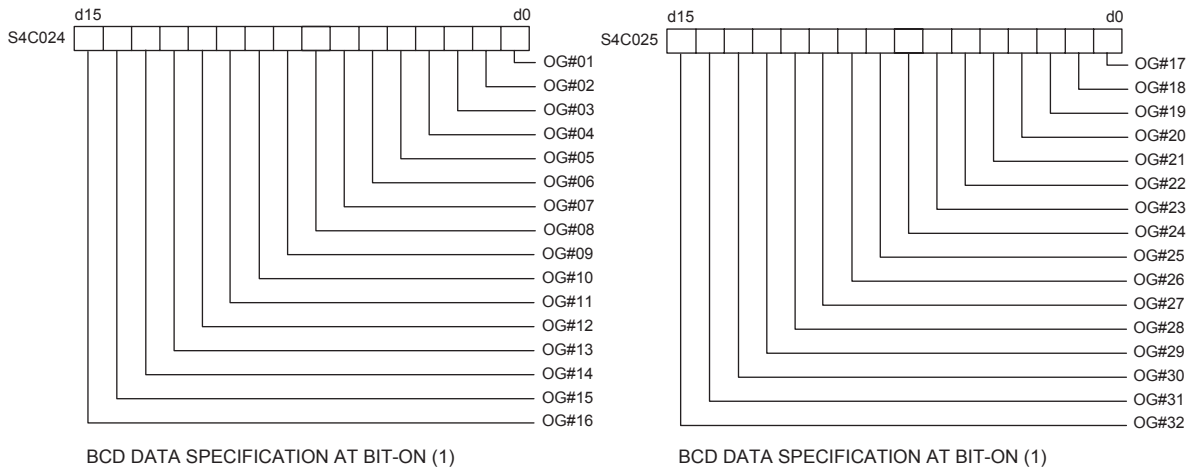 d15 d0
S4C024
OG#01
OG#02
OG#03
OG#04
OG#05
OG#06
OG#07
OG#08
OG#09
OG#10
OG#11
OG#12
OG#13
OG#14
OG#15
OG#16
BCD DATA SPECIFICATION AT BIT-ON (1)
d15 d0
S4C025
OG#17
OG#18
OG#19
OG#20
OG#21
OG#22
OG#23
OG#24
OG#25
OG#26
OG#27
OG#28
OG#29
OG#30
OG#31
OG#32
BCD DATA SPECIFICATION AT BIT-ON (1)